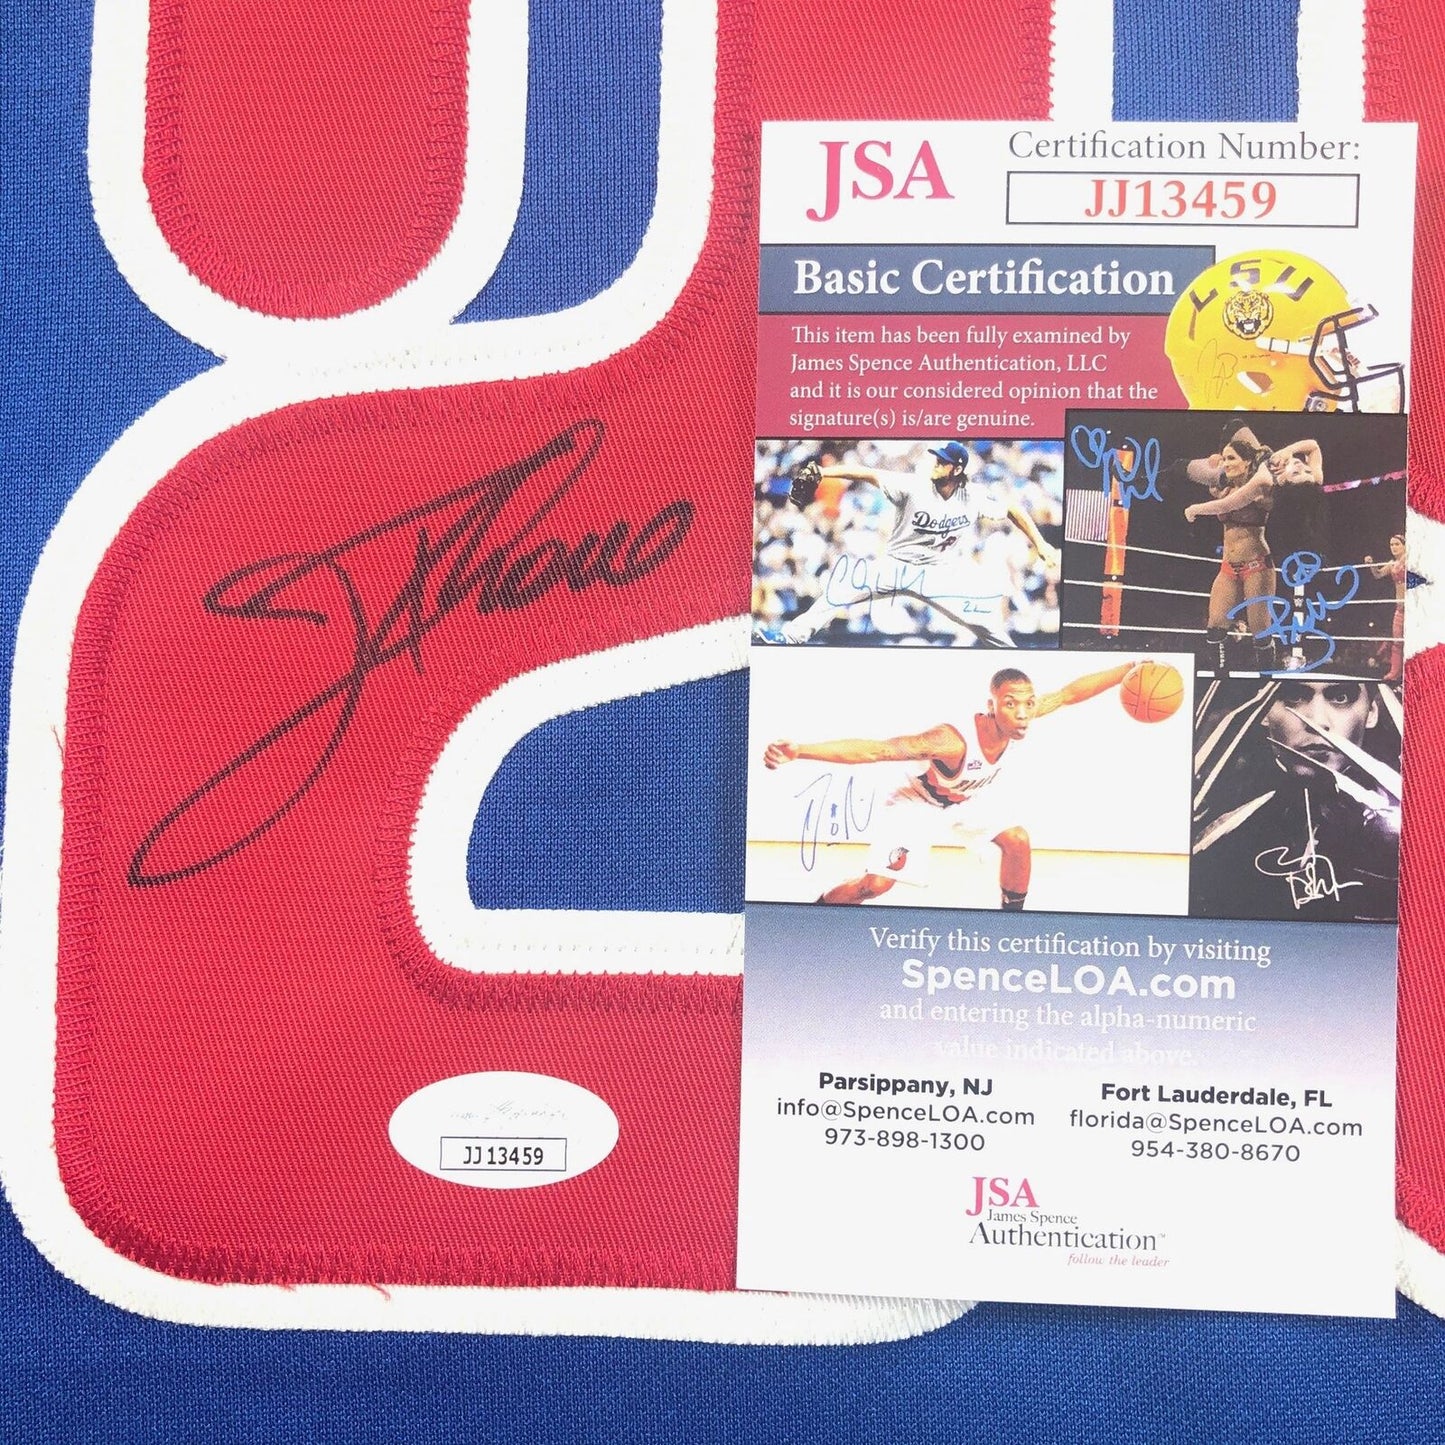 JSA
Certification Number:
JJ13459
Basic Certification
This item has been fully examined by
James Spence Authentication, LLC
and it is our considered opinion that the
signature(s) is/are genuine.
LSU
Dodgers
22
Verify this certification by visiting
SpenceLOA.com
and entering the alpha-numeric
value indicated above.
Parsippany, NJ
info@SpenceLOA.com
973-898-1300
Fort Lauderdale, FL
florida@SpenceLOA.com
954-380-8670
JSA
James Spence
Authentication™
follow the leader
JJ13459